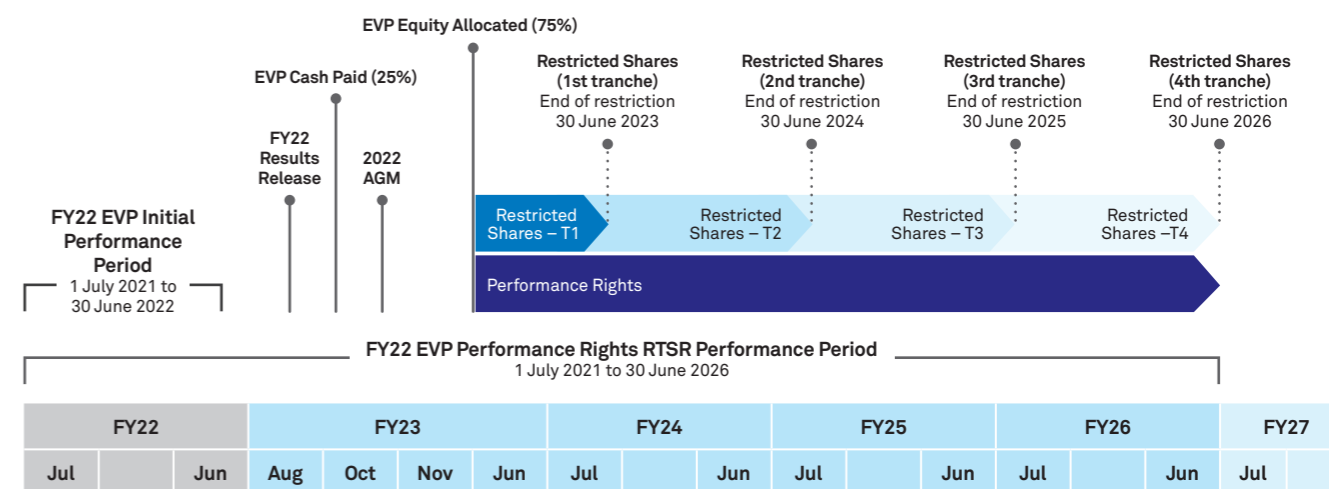 EVP Equity Allocated (75%)
EVP Cash Paid (25%)
FY22
Results
Release
2022
AGM
Restricted Shares
(1st tranche)
End of restriction
30 June 2023
Restricted Shares
(2nd tranche)
End of restriction
30 June 2024
Restricted Shares
(3rd tranche)
End of restriction
30 June 2025
Restricted Shares
(4th tranche)
End of restriction
30 June 2026
FY22 EVP Initial
Performance
Period
1 July 2021 to
30 June 2022
Restricted
Shares – T1
Restricted
Shares – T2
Restricted
Shares – T3
Restricted
Shares –T4
Performance Rights
FY22 EVP Performance Rights RTSR Performance Period
1 July 2021 to 30 June 2026
FY22 FY23 FY24 FY25 FY26 FY27
Jul Jun Aug Oct Nov Jun Jul Jun Jul Jun Jul Jun Jul